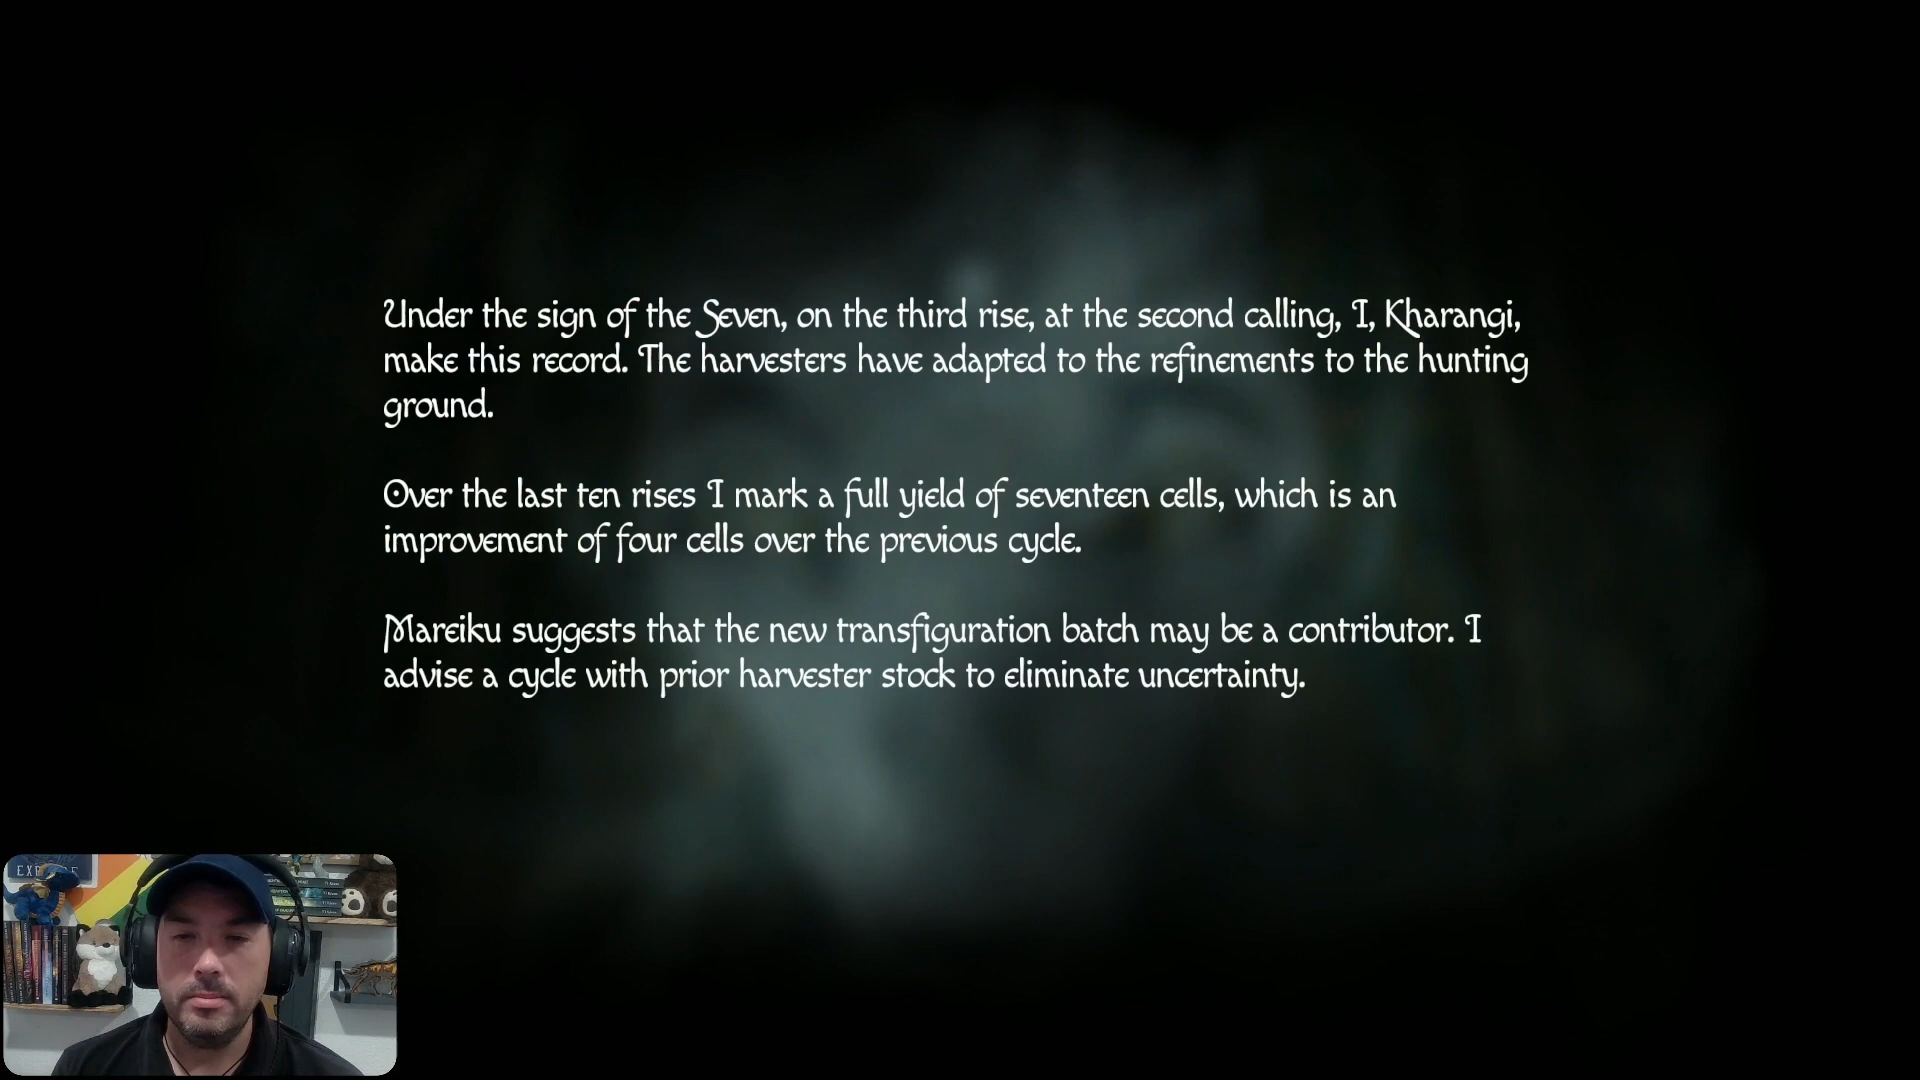 Under the sign of the Seven, on the third rise, at the second calling, I, Kharangi,
make this record. The harvesters have adapted to the refinements to the hunting
ground.
Over the last ten rises I mark a full yield of seventeen cells, which is an
improvement of four cells over the previous cycle.
Mareiku suggests that the new transfiguration batch may be a contributor. I
advise a cycle with prior harvester stock to eliminate uncertainty.